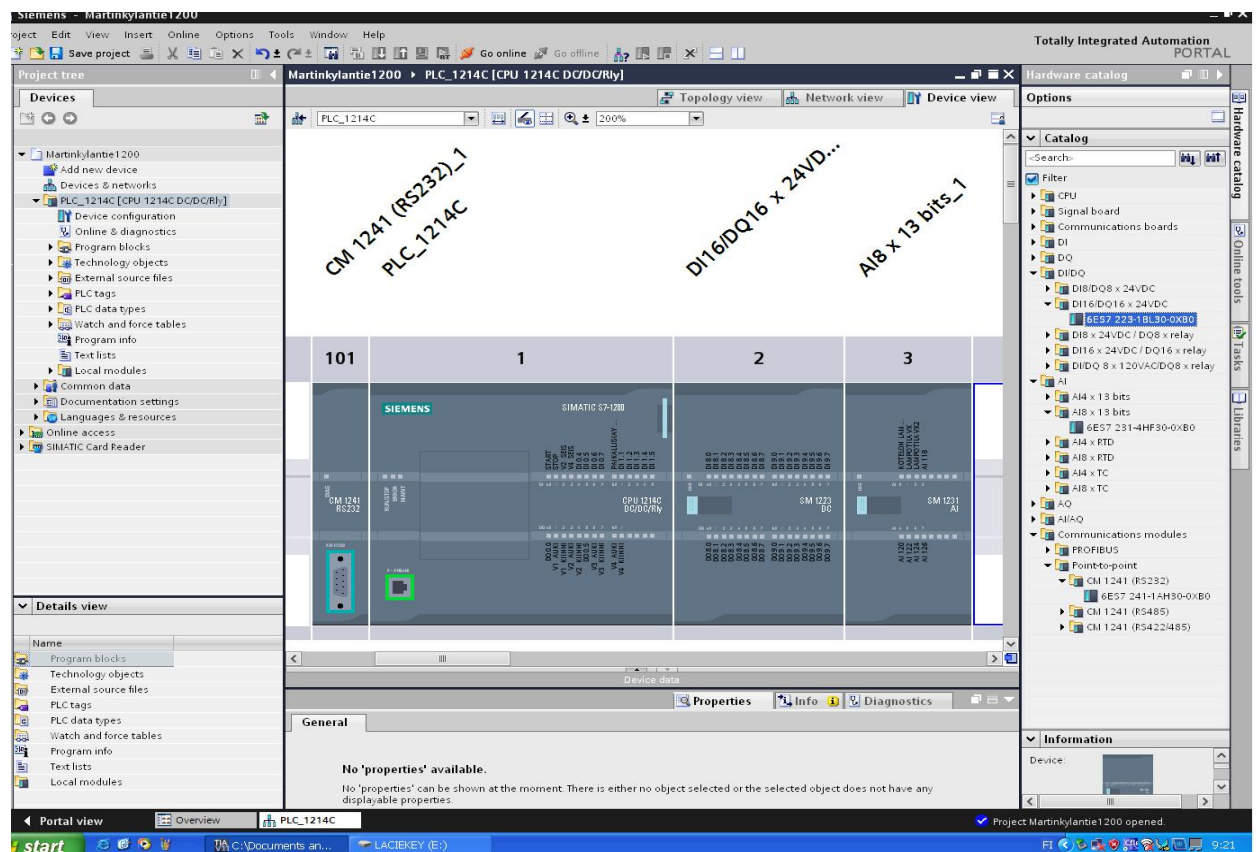 Siemens - Martinkylantie1200
oject Edit View Insert Online Options Tools Window Help
Totally Integrated Automation
PORTAL
Save project Go online Go offline
Project tree
Devices
Martinkylantie1200
Add new device
Devices & networks
PLC_1214C [CPU 1214C DC/DC/Rly]
Device configuration
Online & diagnostics
Program blocks
Technology objects
External source files
PLC tags
PLC data types
Watch and force tables
Program info
Text lists
Local modules
Common data
Documentation settings
Languages & resources
Online access
SIMATIC Card Reader
Details view
Name
Program blocks
Technology objects
External source files
PLC tags
PLC data types
Watch and force tables
Program info
Text lists
Local modules
Martinkylantie1200 PLC_1214C [CPU 1214C DC/DC/Rly]
Topology view Network view Device view
PLC_1214C 200%
CM 1241 (RS232)_1
PLC_1214C
DI16/DQ16 x 24VD...
AI8 x 13 bits_1
101 1 2 3
SIEMENS SIMATIC S7-1200
CM 1241
RS232
CPU 1214C
DC/DC/Rly
SM 1223
DC
SM 1231
AI
Device data
Properties Info Diagnostics
General
No 'properties' available.
No 'properties' can be shown at the moment. There is either no object selected or the selected object does not have any
displayable properties.
Hardware catalog
Options
Catalog
<Search>
Filter
CPU
Signal board
Communications boards
DI
DQ
DI/DQ
DI8/DQ8 x 24VDC
DI16/DQ16 x 24VDC
6ES7 223-1BL30-0XB0
DI8 x 24VDC / DQ8 x relay
DI16 x 24VDC / DQ16 x relay
DI/DQ 8 x 120VAC/DQ8 x relay
AI
AI4 x 13 bits
AI8 x 13 bits
6ES7 231-4HF30-0XB0
AI4 x RTD
AI8 x RTD
AI4 x TC
AI8 x TC
AQ
AI/AQ
Communications modules
PROFIBUS
Point-to-point
CM 1241 (RS232)
6ES7 241-1AH30-0XB0
CM 1241 (RS485)
CM 1241 (RS422/485)
Information
Device:
Hardware catalog
Online tools
Tasks
Libraries
Portal view Overview PLC_1214C
Project Martinkylantie1200 opened.
start C:\Documents an... LACIEKEY (E:) FI 9:21